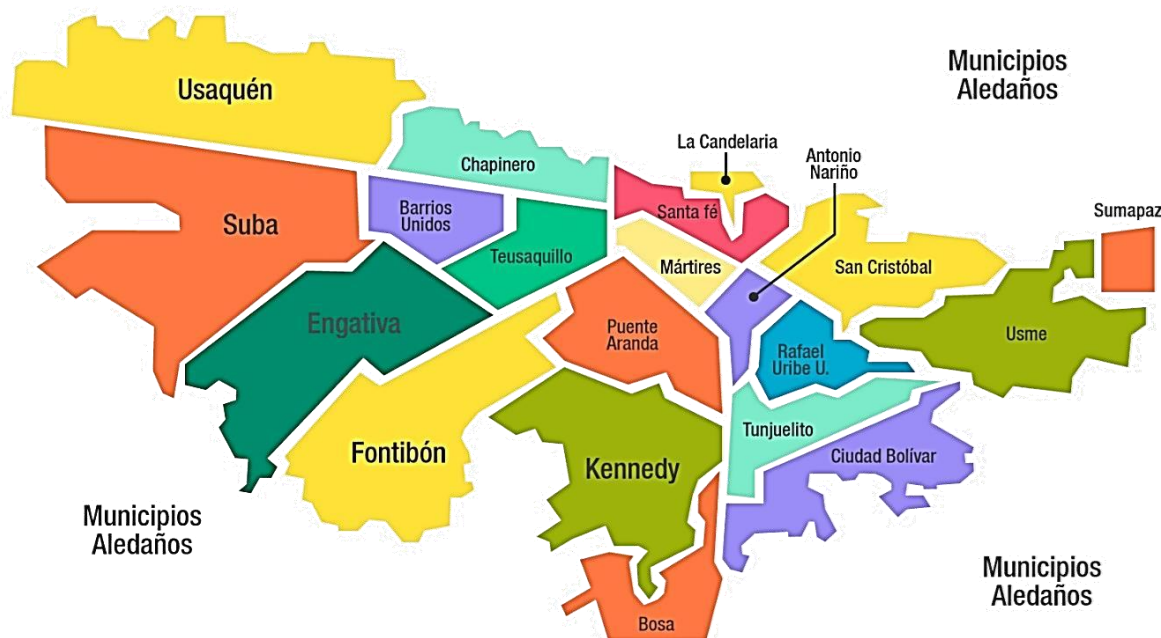 Municipios
Aledaños
Usaquén
La Candelaria
Antonio
Nariño
Chapinero
Barrios
Unidos
Santa fé
Sumapaz
Suba
Teusaquillo
Mártires
San Cristóbal
Engativa
Puente
Aranda
Rafael
Uribe U.
Usme
Fontibón
Kennedy
Tunjuelito
Ciudad Bolívar
Municipios
Aledaños
Municipios
Aledaños
Bosa